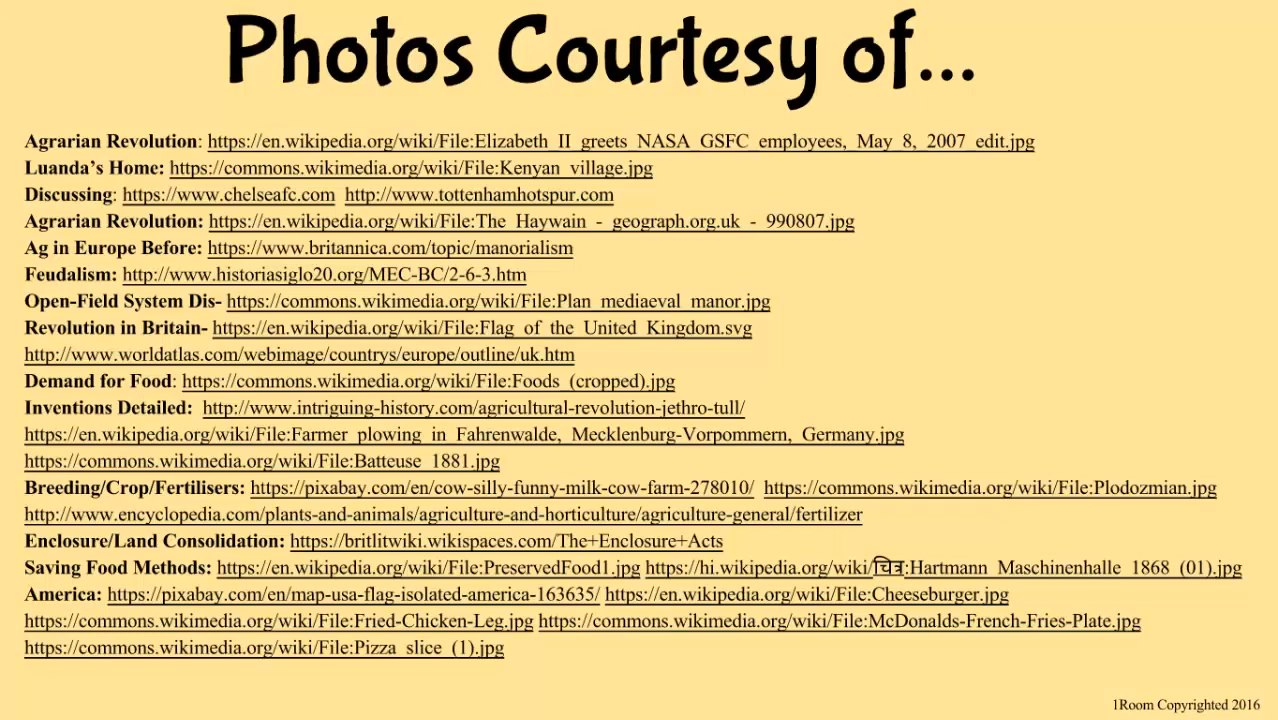 Photos Courtesy of...
Agrarian Revolution: https://en.wikipedia.org/wiki/File:Elizabeth_II_greets_NASA_GSFC_employees,_May_8,_2007_edit.jpg
Luanda’s Home: https://commons.wikimedia.org/wiki/File:Kenyan_village.jpg
Discussing: https://www.chelseafc.com http://www.tottenhamhotspur.com
Agrarian Revolution: https://en.wikipedia.org/wiki/File:The_Haywain_-_geograph.org.uk_-_990807.jpg
Ag in Europe Before: https://www.britannica.com/topic/manorialism
Feudalism: http://www.historiasiglo20.org/MEC-BC/2-6-3.htm
Open-Field System Dis- https://commons.wikimedia.org/wiki/File:Plan_mediaeval_manor.jpg
Revolution in Britain- https://en.wikipedia.org/wiki/File:Flag_of_the_United_Kingdom.svg
http://www.worldatlas.com/webimage/countrys/europe/outline/uk.htm
Demand for Food: https://commons.wikimedia.org/wiki/File:Foods_(cropped).jpg
Inventions Detailed: http://www.intriguing-history.com/agricultural-revolution-jethro-tull/
https://en.wikipedia.org/wiki/File:Farmer_plowing_in_Fahrenwalde,_Mecklenburg-Vorpommern,_Germany.jpg
https://commons.wikimedia.org/wiki/File:Batteuse_1881.jpg
Breeding/Crop/Fertilisers: https://pixabay.com/en/cow-silly-funny-milk-cow-farm-278010/ https://commons.wikimedia.org/wiki/File:Plodozmian.jpg
http://www.encyclopedia.com/plants-and-animals/agriculture-and-horticulture/agriculture-general/fertilizer
Enclosure/Land Consolidation: https://britlitwiki.wikispaces.com/The+Enclosure+Acts
Saving Food Methods: https://en.wikipedia.org/wiki/File:PreservedFood1.jpg https://hi.wikipedia.org/wiki/चित्र:Hartmann_Maschinenhalle_1868_(01).jpg
America: https://pixabay.com/en/map-usa-flag-isolated-america-163635/ https://en.wikipedia.org/wiki/File:Cheeseburger.jpg
https://commons.wikimedia.org/wiki/File:Fried-Chicken-Leg.jpg https://commons.wikimedia.org/wiki/File:McDonalds-French-Fries-Plate.jpg
https://commons.wikimedia.org/wiki/File:Pizza_slice_(1).jpg
1Room Copyrighted 2016